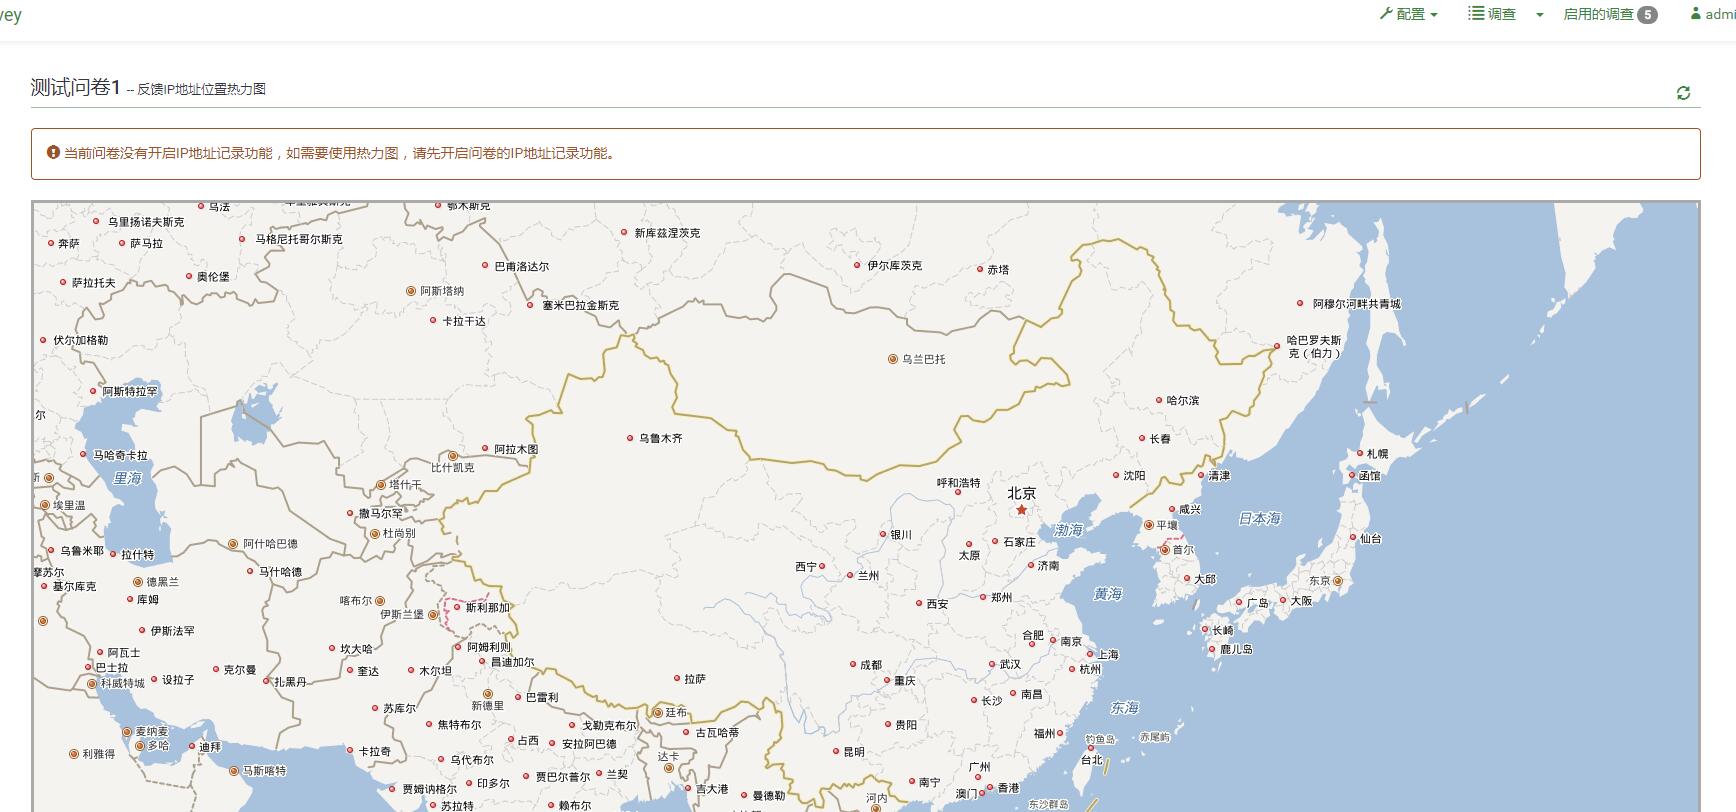 vey
配置
调查
启用的调查 5
admi
测试问卷1 -- 反馈IP地址位置热力图
当前问卷没有开启IP地址记录功能，如需要使用热力图，请先开启问卷的IP地址记录功能。
乌法
鄂木斯克
乌里扬诺夫斯克
新库兹涅茨克
奔萨
萨马拉
马格尼托哥尔斯克
巴甫洛达尔
伊尔库茨克
赤塔
萨拉托夫
奥伦堡
阿斯塔纳
塞米巴拉金斯克
阿穆尔河畔共青城
卡拉干达
伏尔加格勒
哈巴罗夫斯
克（伯力）
乌兰巴托
阿斯特拉罕
哈尔滨
尔
乌鲁木齐
长春
阿拉木图
马哈奇卡拉
札幌
比什凯克
里海
沈阳
清津
函馆
斯
塔什干
呼和浩特
北京
埃里温
撒马尔罕
咸兴
日本海
平壤
渤海
杜尚别
银川
仙台
阿什哈巴德
石家庄
首尔
乌鲁米耶
拉什特
太原
摩苏尔
马什哈德
西宁
兰州
济南
基尔库克
德黑兰
大邱
东京
库姆
喀布尔
伊斯兰堡
斯利那加
西安
郑州
黄海
广岛
大阪
伊斯法罕
合肥
南京
长崎
阿瓦士
坎大哈
阿姆利则
鹿儿岛
上海
巴士拉
克尔曼
奎达
木尔坦
昌迪加尔
成都
武汉
杭州
科威特城
设拉子
扎黑丹
拉萨
重庆
新德里
巴雷利
长沙
南昌
苏库尔
廷布
东海
焦特布尔
戈勒克布尔
贵阳
麦纳麦
古瓦哈蒂
福州
钓鱼岛
赤尾屿
多哈
迪拜
占西
安拉阿巴德
利雅得
卡拉奇
昆明
达卡
台北
乌代布尔
马斯喀特
广州
贾巴尔普尔
兰契
印多尔
南宁
贾姆讷格尔
吉大港
曼德勒
香港
澳门
河内
苏拉特
赖布尔
东沙群岛